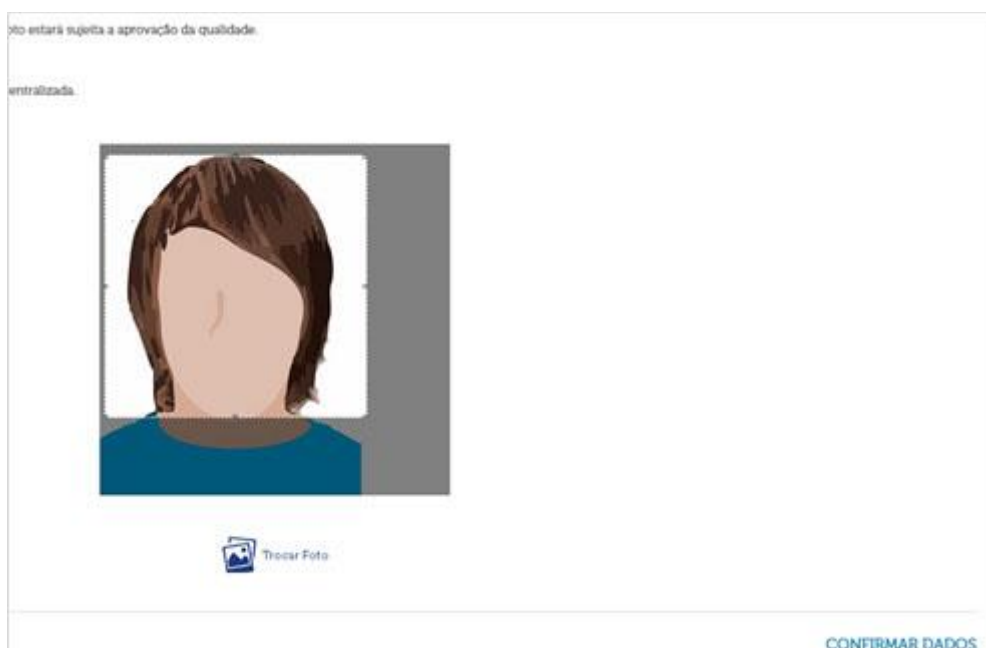 oto estará sujeita a aprovação da qualidade.
entralizada.
Trocar Foto
CONFIRMAR DADOS